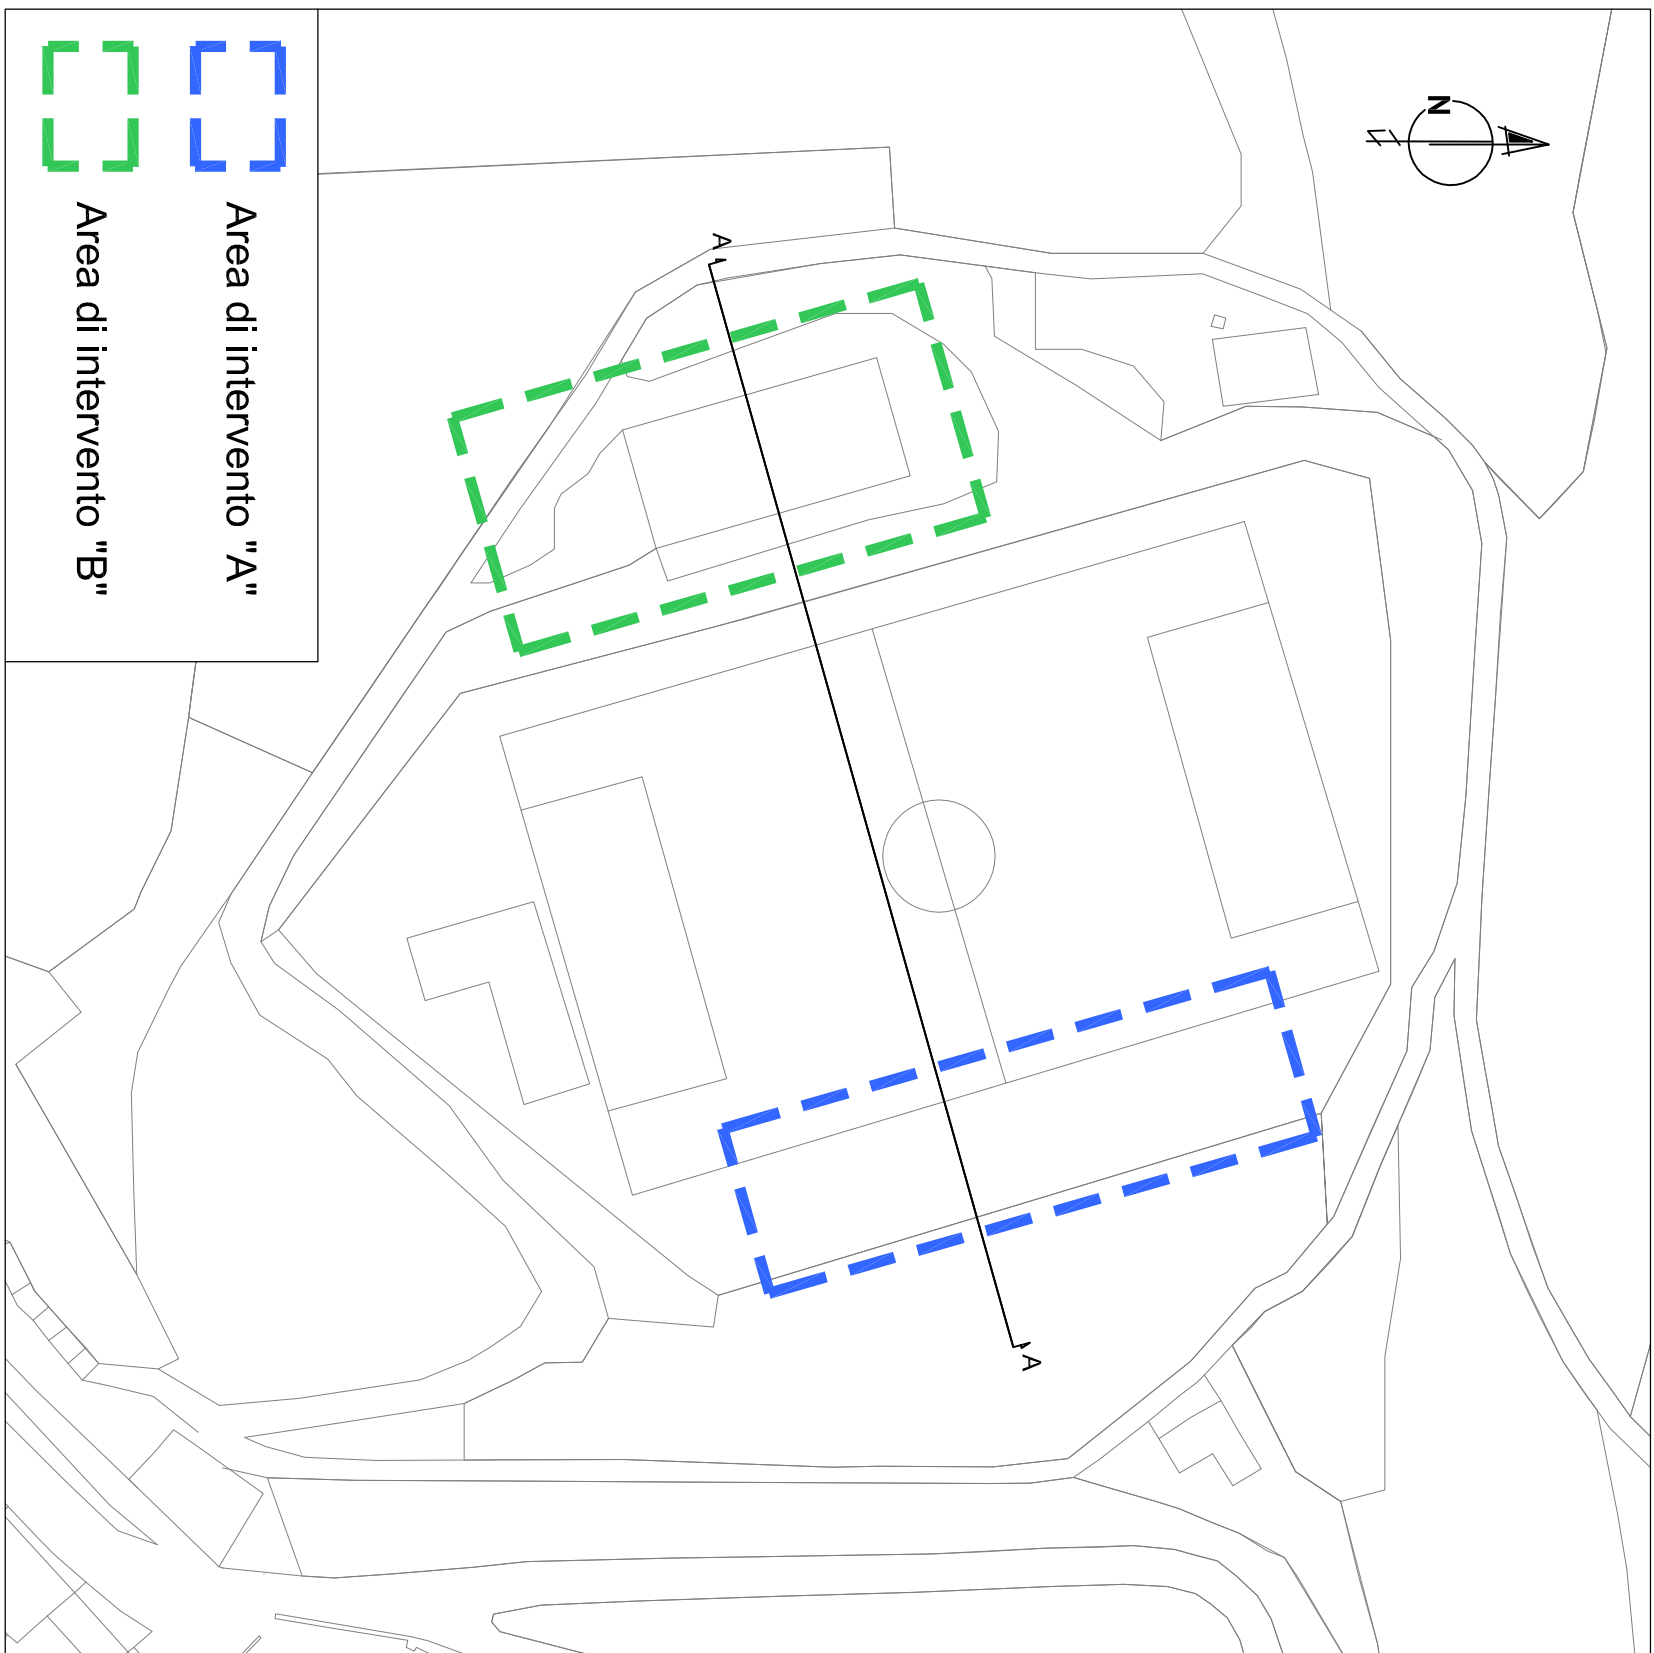 Area di intervento "A"
Area di intervento "B"
N
A
A